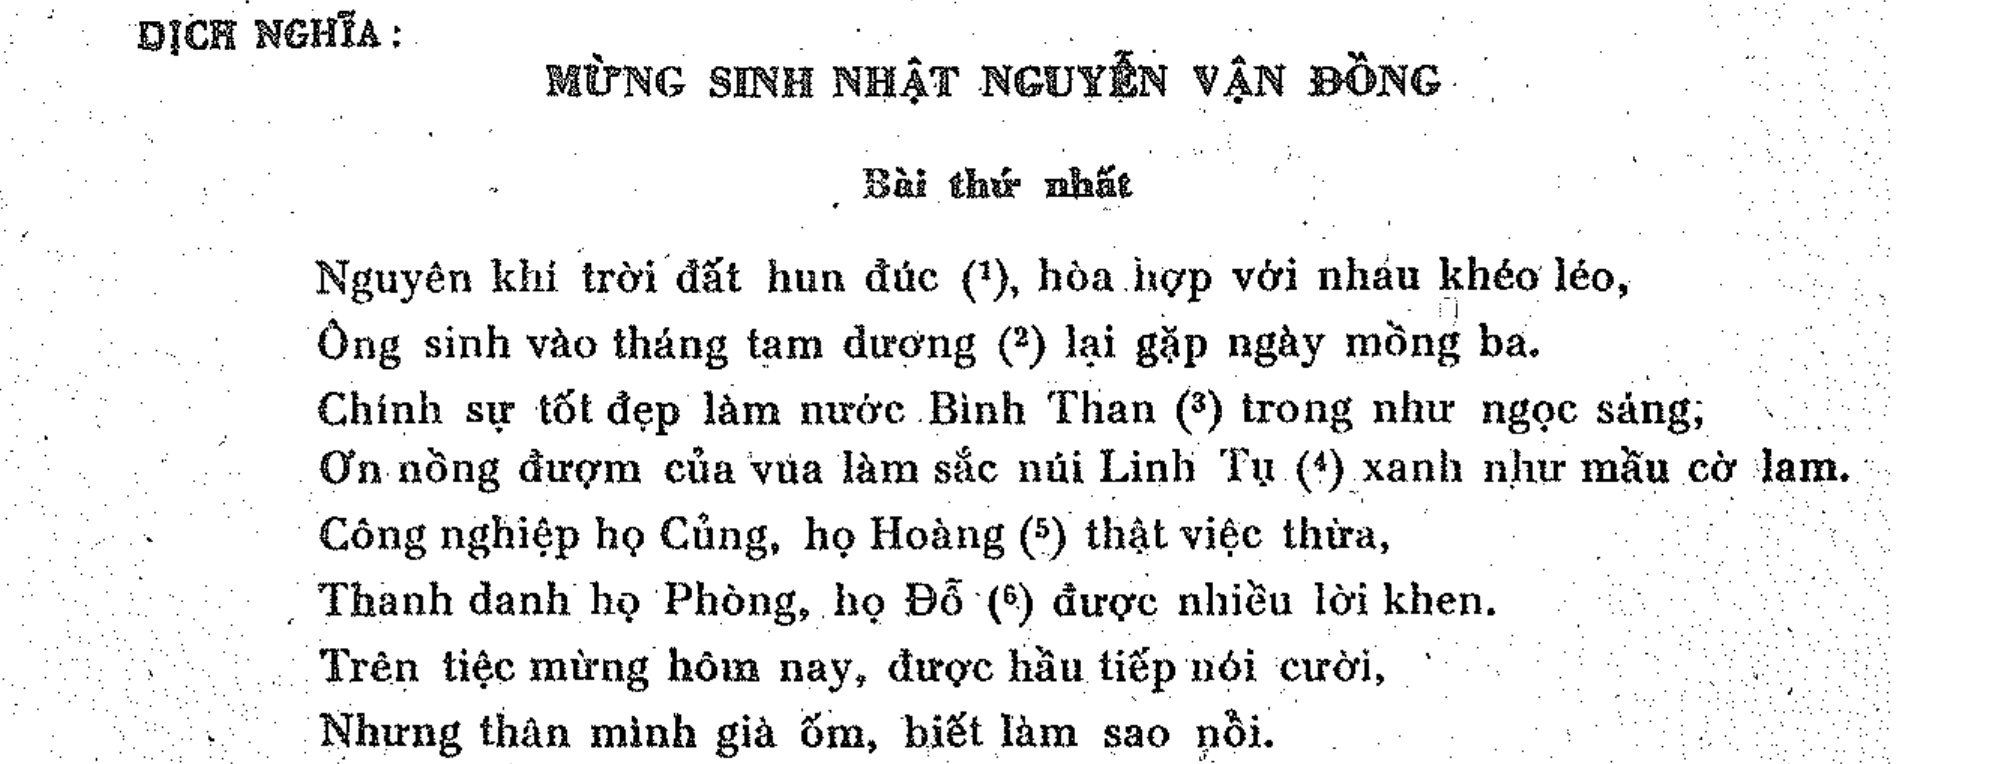 DỊCH NGHĨA:
MỪNG SINH NHẬT NGUYỄN VẬN ĐỒNG
Bài thứ nhất
Nguyên khí trời đất hun đúc (¹), hòa hợp với nhau khéo léo,
Ông sinh vào tháng tam dương (²) lại gặp ngày mồng ba.
Chính sự tốt đẹp làm nước Bình Than (³) trong như ngọc sáng;
Ơn nồng đượm của vua làm sắc núi Linh Tụ (⁴) xanh như mầu cờ lam.
Công nghiệp họ Củng, họ Hoàng (⁵) thật việc thừa,
Thanh danh họ Phòng, họ Đỗ (⁶) được nhiều lời khen.
Trên tiệc mừng hôm nay, được hầu tiếp nói cười,
Nhưng thân mình già ốm, biết làm sao nổi.